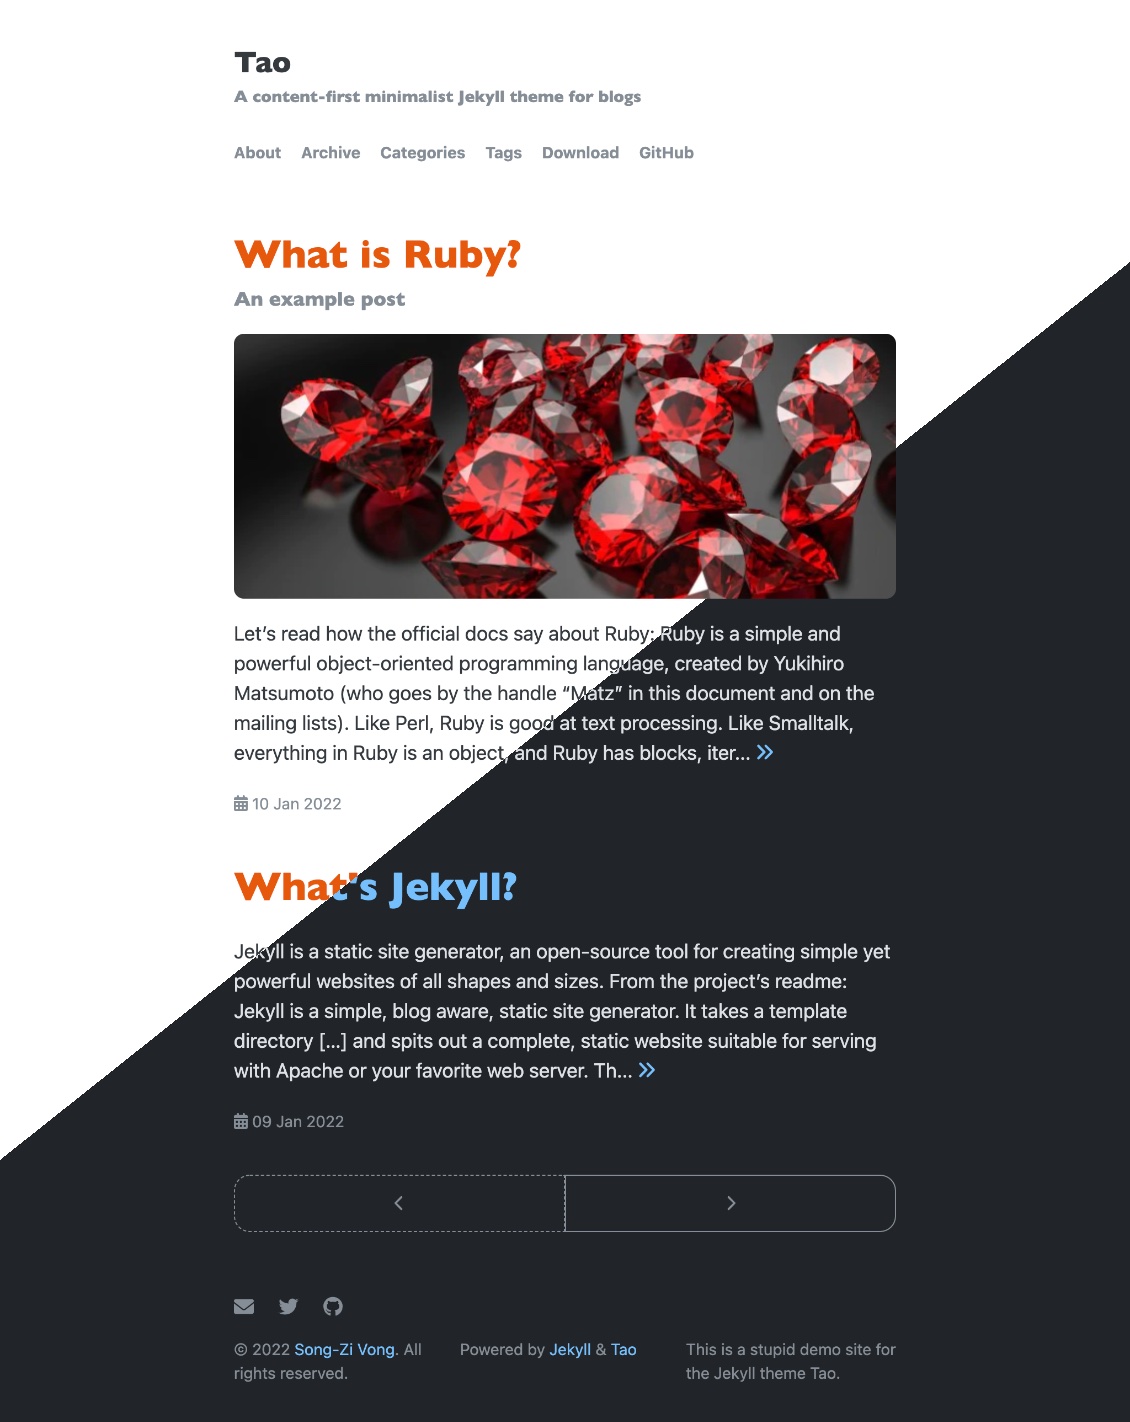 Tao
A content-first minimalist Jekyll theme for blogs
About Archive Categories Tags Download GitHub
What is Ruby?
An example post
Let’s read how the official docs say about Ruby: Ruby is a simple and
powerful object-oriented programming language, created by Yukihiro
Matsumoto (who goes by the handle “Matz” in this document and on the
mailing lists). Like Perl, Ruby is good at text processing. Like Smalltalk,
everything in Ruby is an object, and Ruby has blocks, iter... »
10 Jan 2022
What's Jekyll?
Jekyll is a static site generator, an open-source tool for creating simple yet
powerful websites of all shapes and sizes. From the project’s readme:
Jekyll is a simple, blog aware, static site generator. It takes a template
directory [...] and spits out a complete, static website suitable for serving
with Apache or your favorite web server. Th... »
09 Jan 2022
© 2022 Song-Zi Vong. All
rights reserved.
Powered by Jekyll & Tao
This is a stupid demo site for
the Jekyll theme Tao.